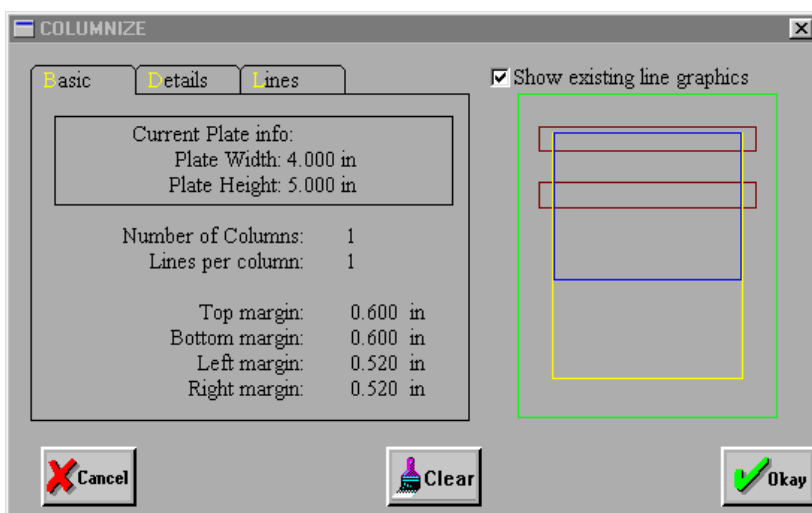 COLUMNIZE
Basic
Details
Lines
Show existing line graphics
Current Plate info:
Plate Width: 4.000 in
Plate Height: 5.000 in
Number of Columns: 1
Lines per column: 1
Top margin: 0.600 in
Bottom margin: 0.600 in
Left margin: 0.520 in
Right margin: 0.520 in
Cancel
Clear
Okay